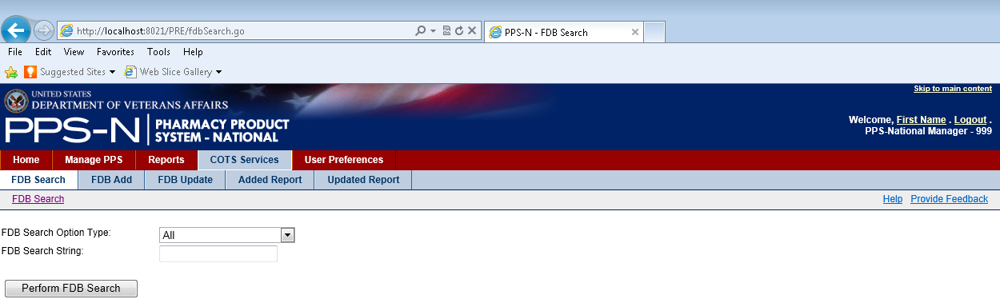 http://localhost:8021/PRE/fdbSearch.go
PPS-N - FDB Search
File Edit View Favorites Tools Help
Suggested Sites Web Slice Gallery
Skip to main content
UNITED STATES
DEPARTMENT OF VETERANS AFFAIRS
PPS-N PHARMACY PRODUCT
SYSTEM - NATIONAL
Welcome, First Name . Logout .
PPS-National Manager - 999
Home Manage PPS Reports COTS Services User Preferences
FDB Search FDB Add FDB Update Added Report Updated Report
FDB Search Help Provide Feedback
FDB Search Option Type: All
FDB Search String:
Perform FDB Search